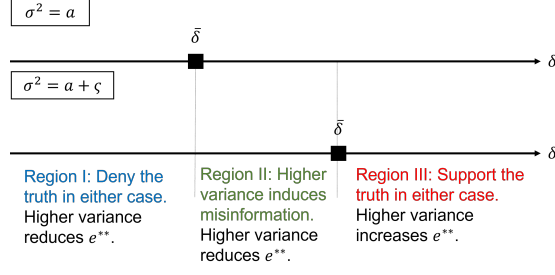 σ² = a
δ̄
δ
σ² = a + ς
δ̄
δ
Region I: Deny the
truth in either case.
Higher variance
reduces e**.
Region II: Higher
variance induces
misinformation.
Higher variance
reduces e**.
Region III: Support the
truth in either case.
Higher variance
increases e**.